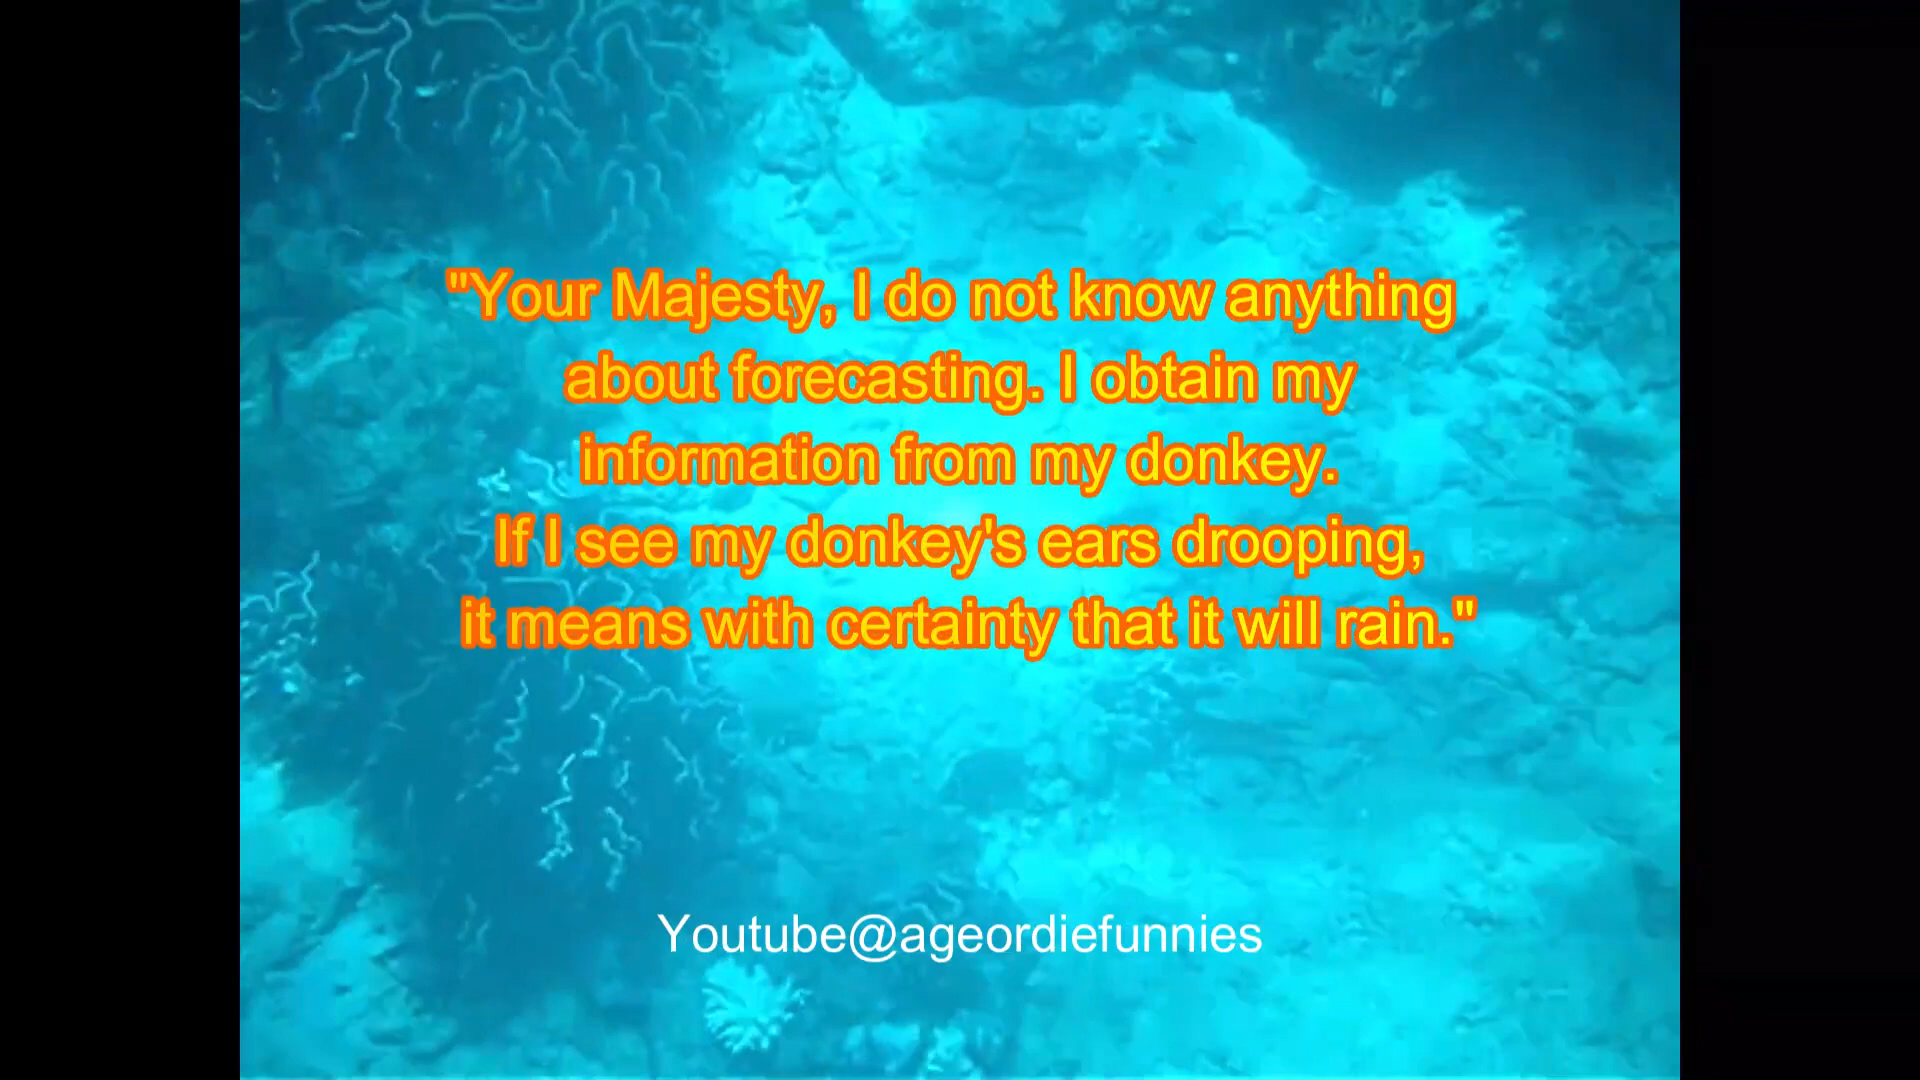 "Your Majesty, I do not know anything
about forecasting. I obtain my
information from my donkey.
If I see my donkey's ears drooping,
it means with certainty that it will rain."
Youtube@ageordiefunnies